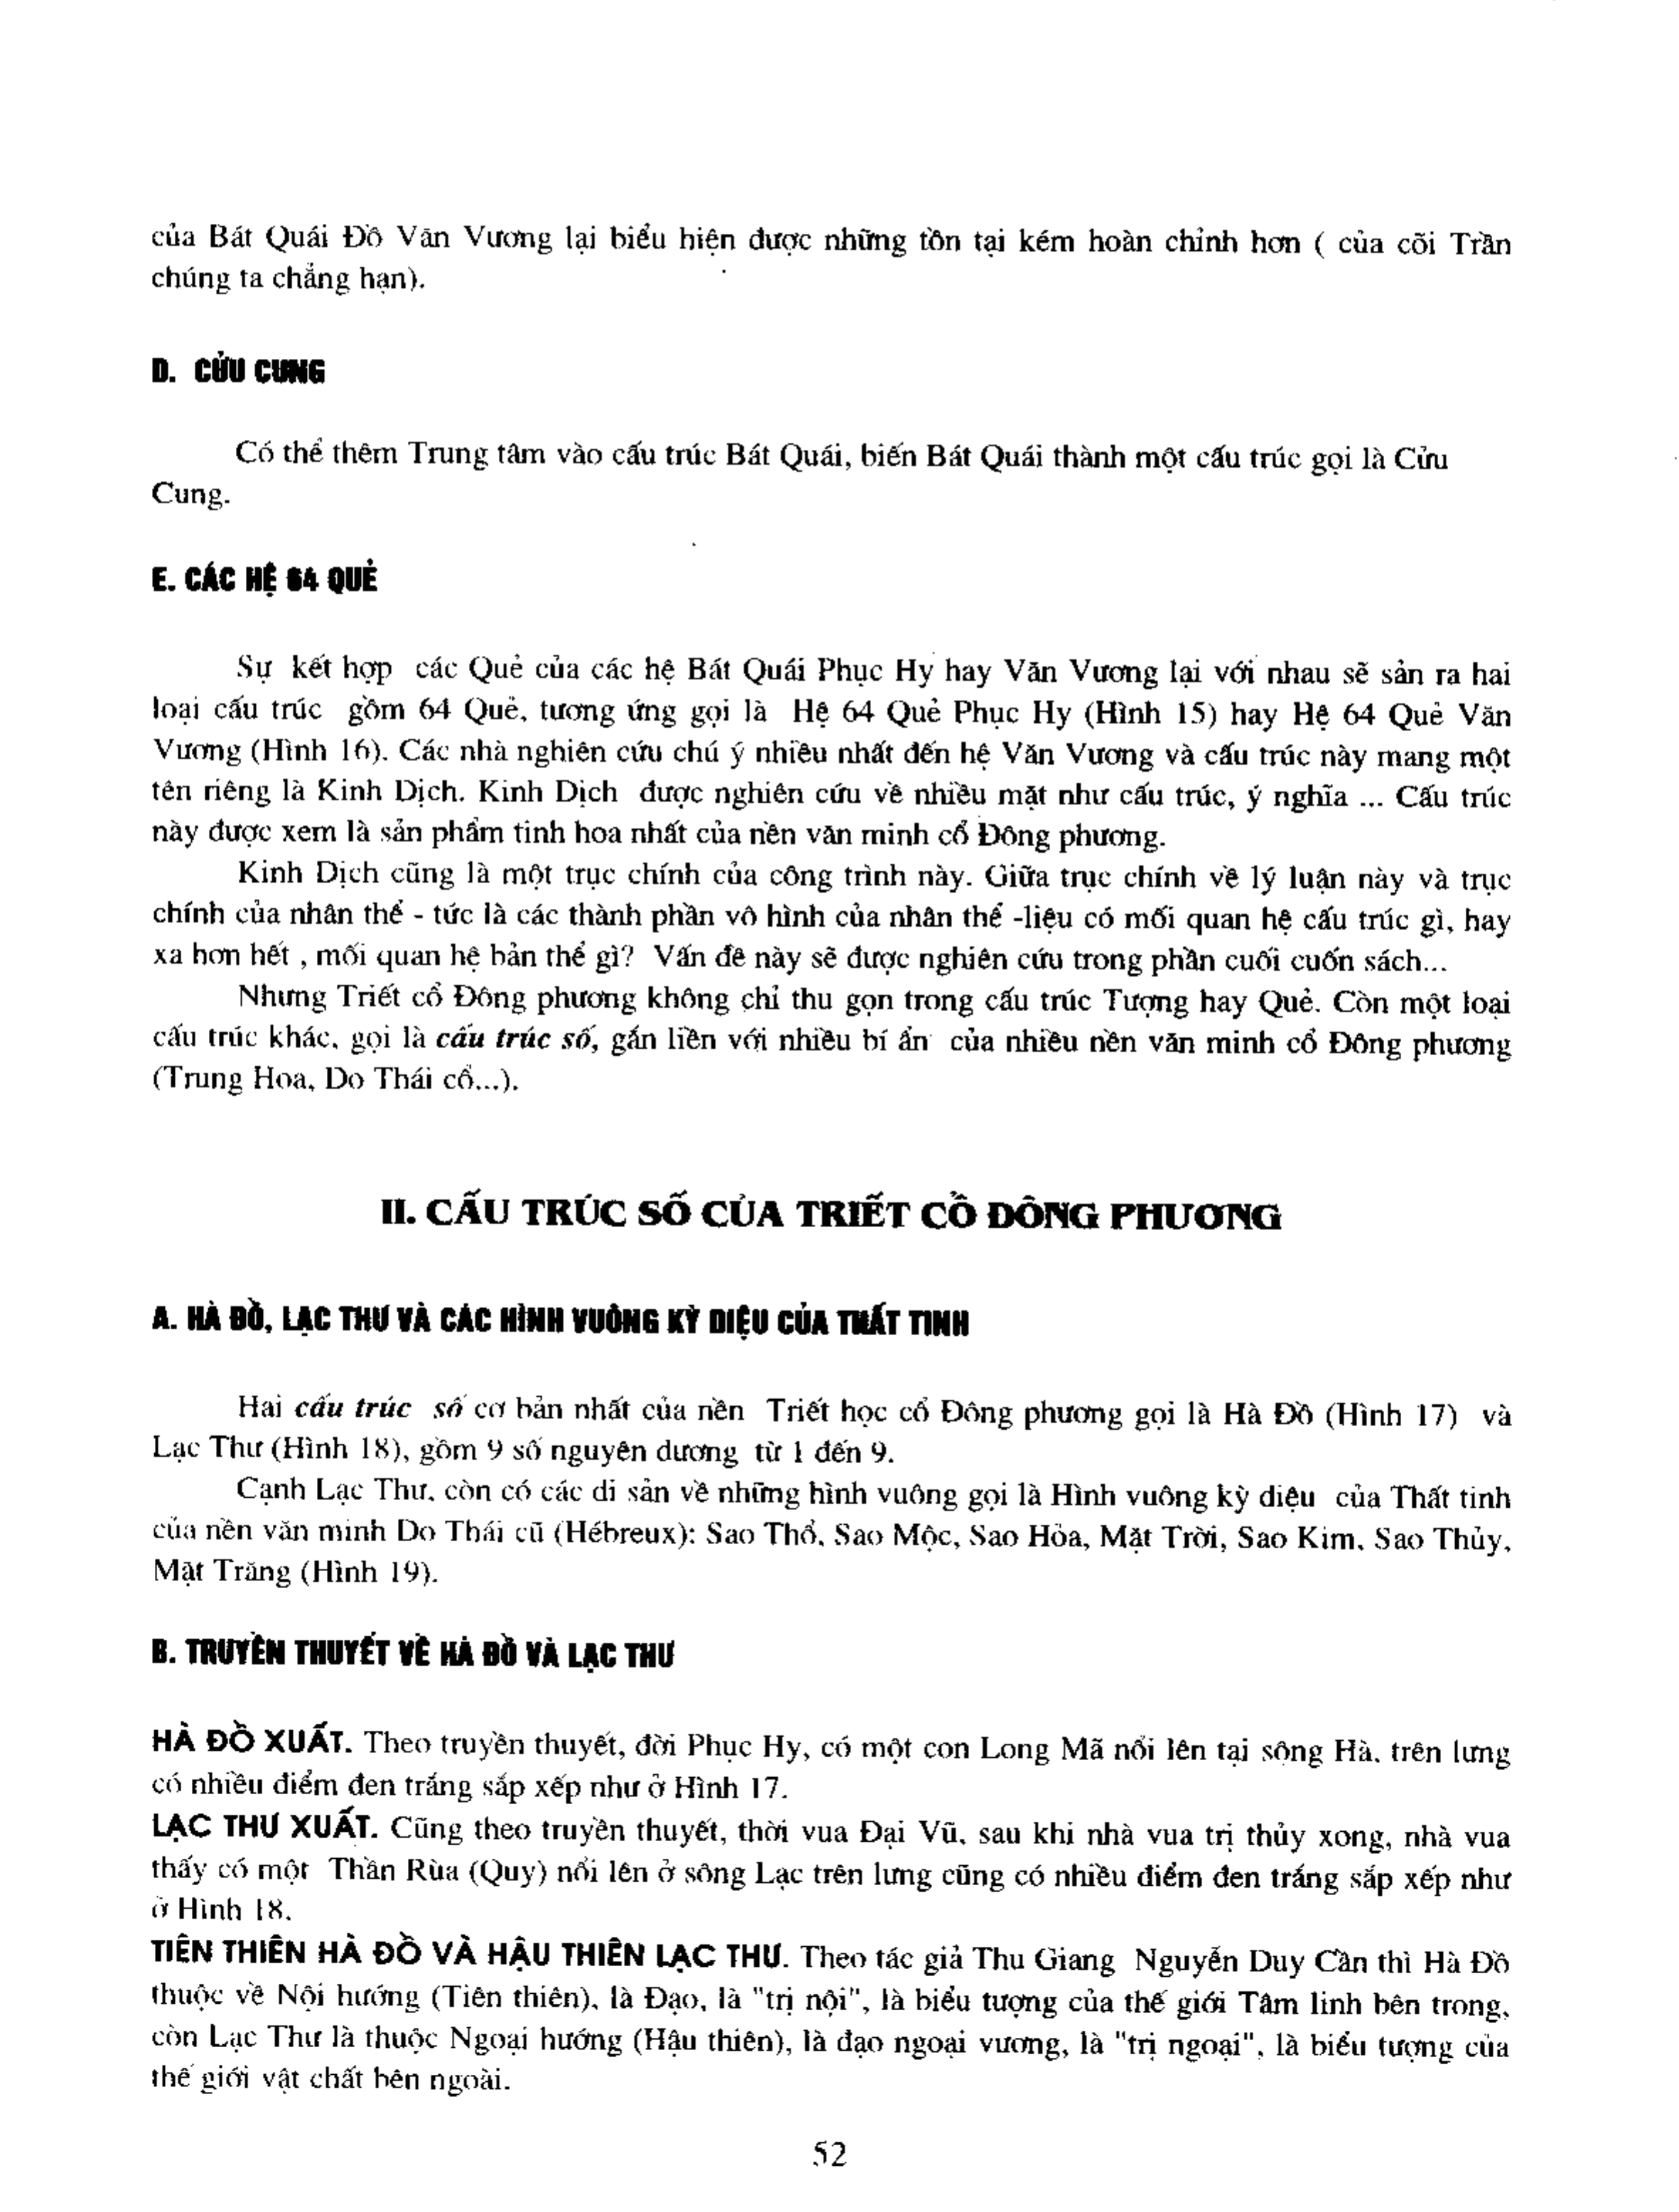 của Bát Quái Đồ Văn Vương lại biểu hiện được những tồn tại kém hoàn chỉnh hơn ( của cõi Trần
chúng ta chẳng hạn).
D. CỬU CUNG
Có thể thêm Trung tâm vào cấu trúc Bát Quái, biến Bát Quái thành một cấu trúc gọi là Cửu
Cung.
E. CÁC HỆ 64 QUẺ
Sự kết hợp các Quẻ của các hệ Bát Quái Phục Hy hay Văn Vương lại với nhau sẽ sản ra hai
loại cấu trúc gồm 64 Quẻ, tương ứng gọi là Hệ 64 Quẻ Phục Hy (Hình 15) hay Hệ 64 Quẻ Văn
Vương (Hình 16). Các nhà nghiên cứu chú ý nhiều nhất đến hệ Văn Vương và cấu trúc này mang một
tên riêng là Kinh Dịch. Kinh Dịch được nghiên cứu về nhiều mặt như cấu trúc, ý nghĩa ... Cấu trúc
này được xem là sản phẩm tinh hoa nhất của nền văn minh cổ Đông phương.
Kinh Dịch cũng là một trục chính của công trình này. Giữa trục chính về lý luận này và trục
chính của nhân thể - tức là các thành phần vô hình của nhân thể -liệu có mối quan hệ cấu trúc gì, hay
xa hơn hết , mối quan hệ bản thể gì? Vấn đề này sẽ được nghiên cứu trong phần cuối cuốn sách...
Nhưng Triết cổ Đông phương không chỉ thu gọn trong cấu trúc Tượng hay Quẻ. Còn một loại
cấu trúc khác, gọi là cấu trúc số, gắn liền với nhiều bí ẩn của nhiều nền văn minh cổ Đông phương
(Trung Hoa, Do Thái cổ...).
II. CẤU TRÚC SỐ CỦA TRIẾT CỔ ĐÔNG PHƯƠNG
A. HÀ ĐỒ, LẠC THƯ VÀ CÁC HÌNH VUÔNG KỲ DIỆU CỦA THẤT TINH
Hai cấu trúc số cơ bản nhất của nền Triết học cổ Đông phương gọi là Hà Đồ (Hình 17) và
Lạc Thư (Hình 18), gồm 9 số nguyên dương từ 1 đến 9.
Cạnh Lạc Thư, còn có các di sản về những hình vuông gọi là Hình vuông kỳ diệu của Thất tinh
của nền văn minh Do Thái cũ (Hébreux): Sao Thổ, Sao Mộc, Sao Hỏa, Mặt Trời, Sao Kim, Sao Thủy,
Mặt Trăng (Hình 19).
B. TRUYỀN THUYẾT VỀ HÀ ĐỒ VÀ LẠC THƯ
HÀ ĐỒ XUẤT. Theo truyền thuyết, đời Phục Hy, có một con Long Mã nổi lên tại sông Hà, trên lưng
có nhiều điểm đen trắng sắp xếp như ở Hình 17.
LẠC THƯ XUẤT. Cũng theo truyền thuyết, thời vua Đại Vũ, sau khi nhà vua trị thủy xong, nhà vua
thấy có một Thần Rùa (Quy) nổi lên ở sông Lạc trên lưng cũng có nhiều điểm đen trắng sắp xếp như
ở Hình 18.
TIÊN THIÊN HÀ ĐỒ VÀ HẬU THIÊN LẠC THƯ. Theo tác giả Thu Giang Nguyễn Duy Cần thì Hà Đồ
thuộc về Nội hướng (Tiên thiên), là Đạo, là "trị nội", là biểu tượng của thế giới Tâm linh bên trong,
còn Lạc Thư là thuộc Ngoại hướng (Hậu thiên), là đạo ngoại vương, là "trị ngoại", là biểu tượng của
thế giới vật chất bên ngoài.
52